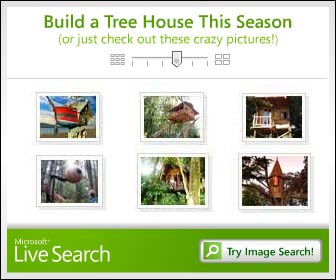 Build a Tree House This Season
(or just check out these crazy pictures!)
Microsoft®
Live Search
Try Image Search!